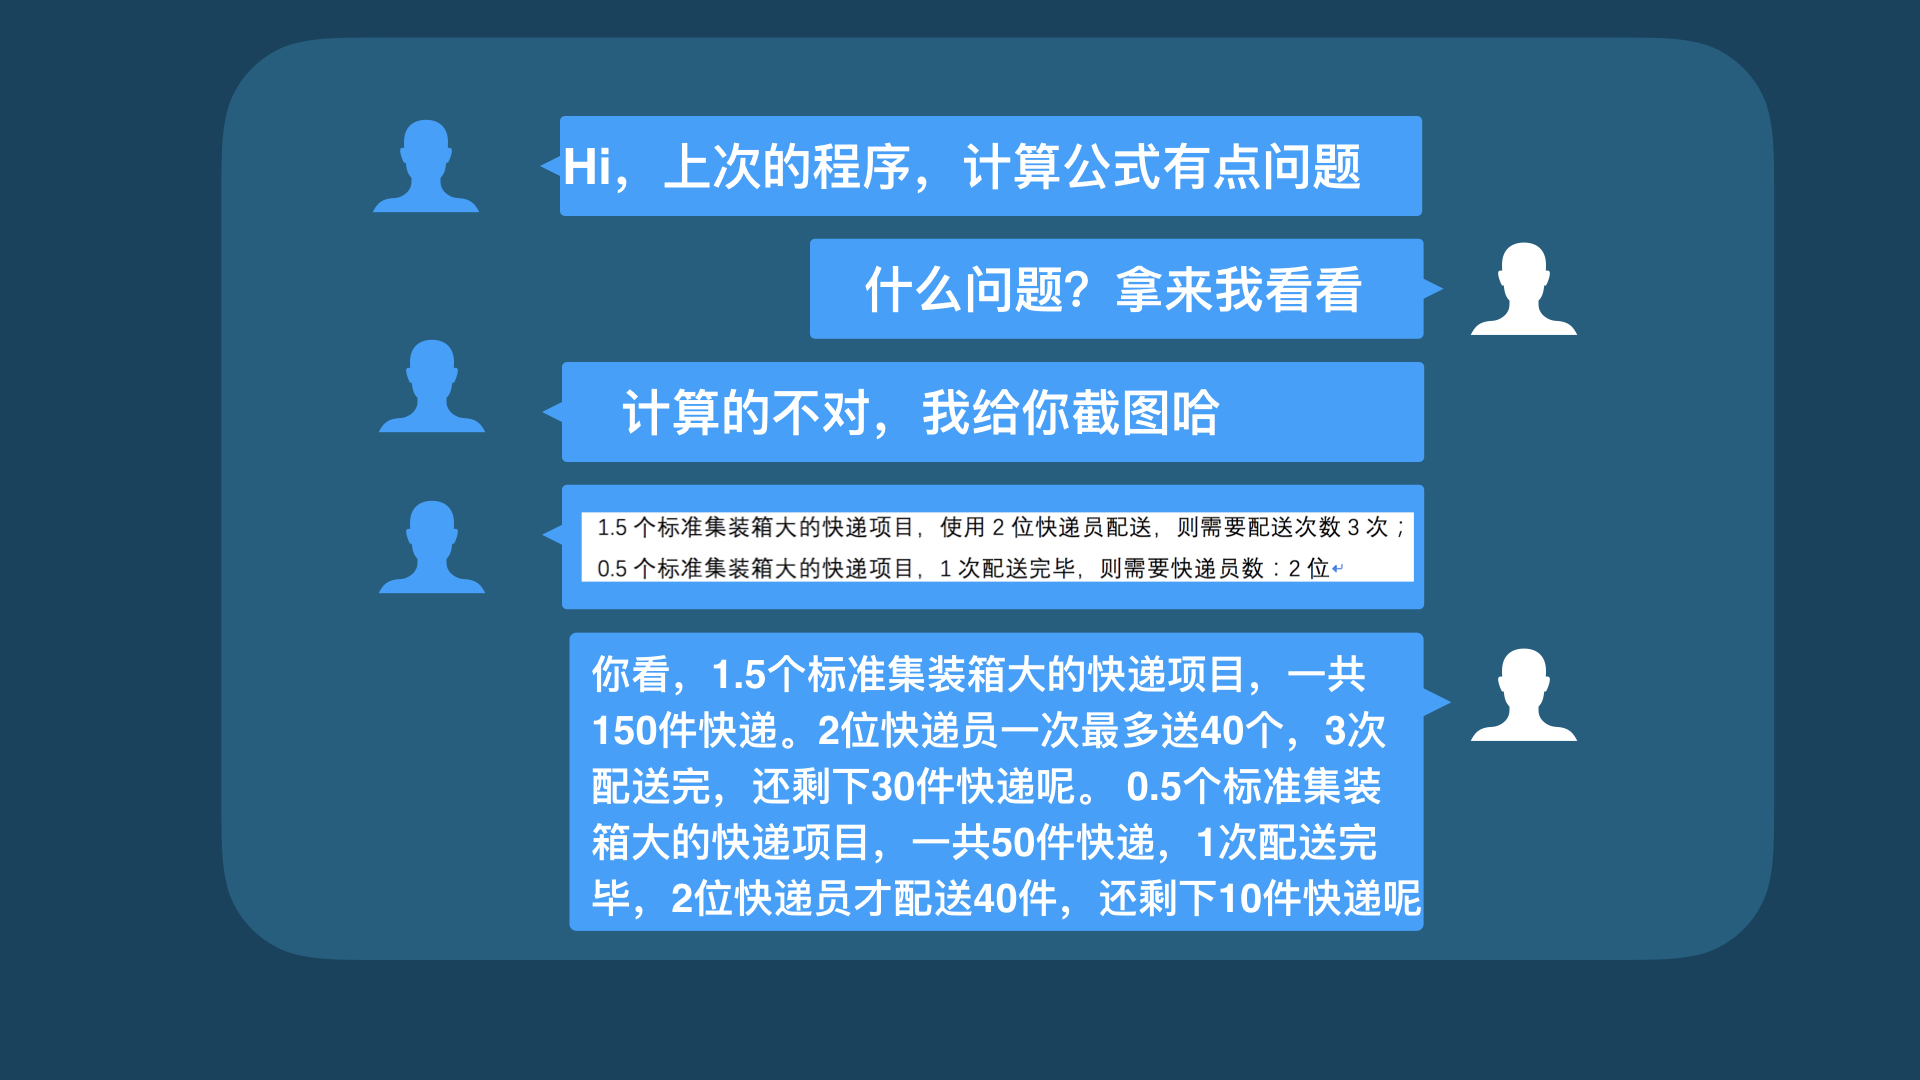 Hi，上次的程序，计算公式有点问题
什么问题？拿来我看看
计算的不对，我给你截图哈
1.5 个标准集装箱大的快递项目，使用 2 位快递员配送，则需要配送次数 3 次；
0.5 个标准集装箱大的快递项目，1 次配送完毕，则需要快递员数：2 位↵
你看，1.5个标准集装箱大的快递项目，一共
150件快递。2位快递员一次最多送40个，3次
配送完，还剩下30件快递呢。 0.5个标准集装
箱大的快递项目，一共50件快递，1次配送完
毕，2位快递员才配送40件，还剩下10件快递呢